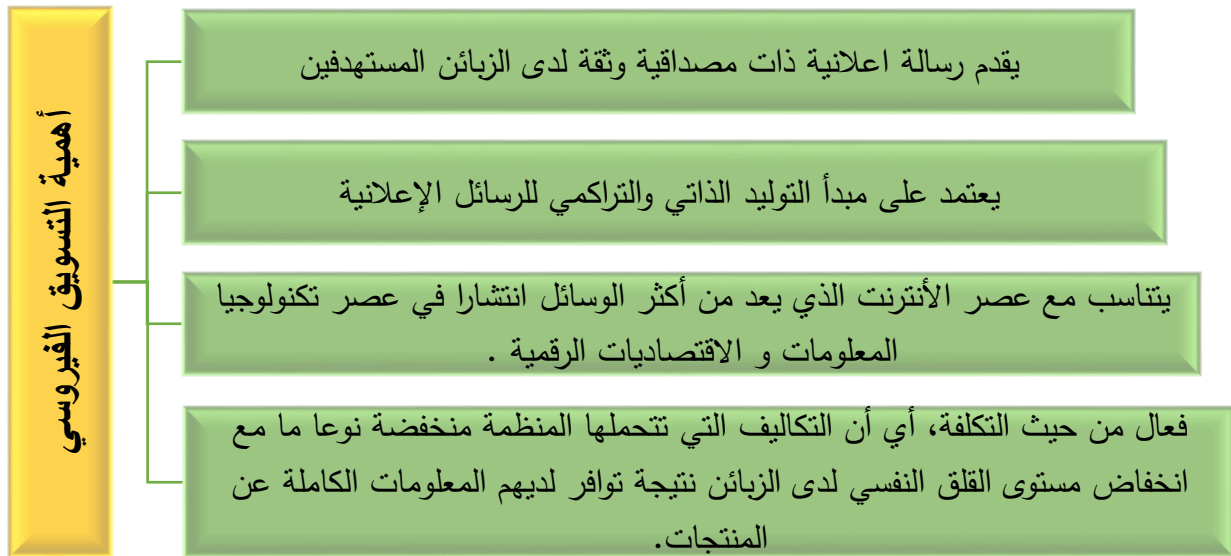 أهمية التسويق الفيروسي
يقدم رسالة اعلانية ذات مصداقية وثقة لدى الزبائن المستهدفين
يعتمد على مبدأ التوليد الذاتي والتراكمي للرسائل الإعلانية
يتناسب مع عصر الأنترنت الذي يعد من أكثر الوسائل انتشارا في عصر تكنولوجيا
المعلومات و الاقتصاديات الرقمية .
فعال من حيث التكلفة، أي أن التكاليف التي تتحملها المنظمة منخفضة نوعا ما مع
انخفاض مستوى القلق النفسي لدى الزبائن نتيجة توافر لديهم المعلومات الكاملة عن
المنتجات.